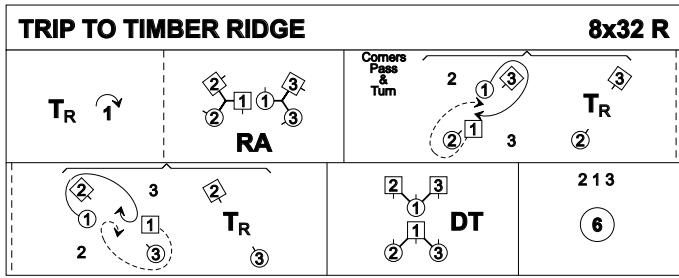 TRIP TO TIMBER RIDGE 8x32 R
TR 1
2 3
1 1
2 3
RA
Corners
Pass
&
Turn
2 1 3 3
TR
2 1 3 2
2 3 2
1 1 TR
2 3 3
2 3
1 DT
1
2 3
2 1 3
6